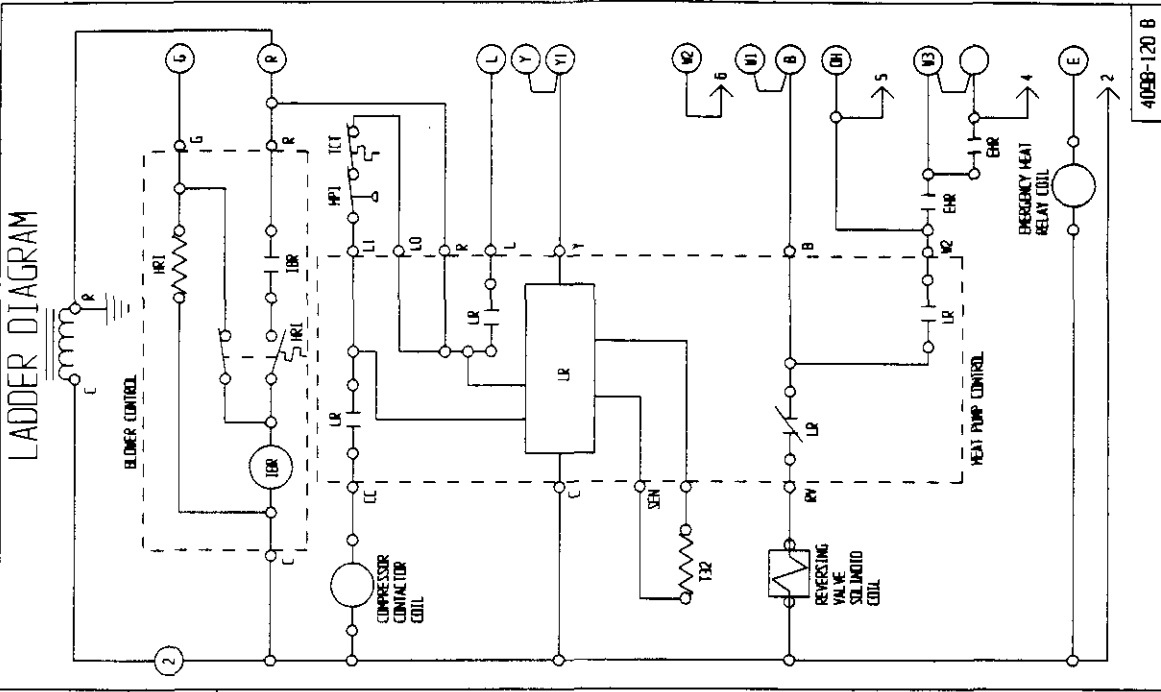 LADDER DIAGRAM
C
R
BLOWER CONTROL
HR1
G
G
IBR
HR1
IBR
R
R
C
2
COMPRESSOR
CONTACTOR
COIL
CC
LR
L1
HP1
TCT
LO
R
LR
L
L
Y
LR
C
Y
Y1
SEN
T32
W2
6
W1
REVERSING
VALVE
SOLINOID
COIL
RV
LR
B
B
HEAT PUMP CONTROL
LR
W2
EHR
EHR
OH
5
W3
4
EMERGENCY HEAT
RELAY COIL
E
2
4098-120 B